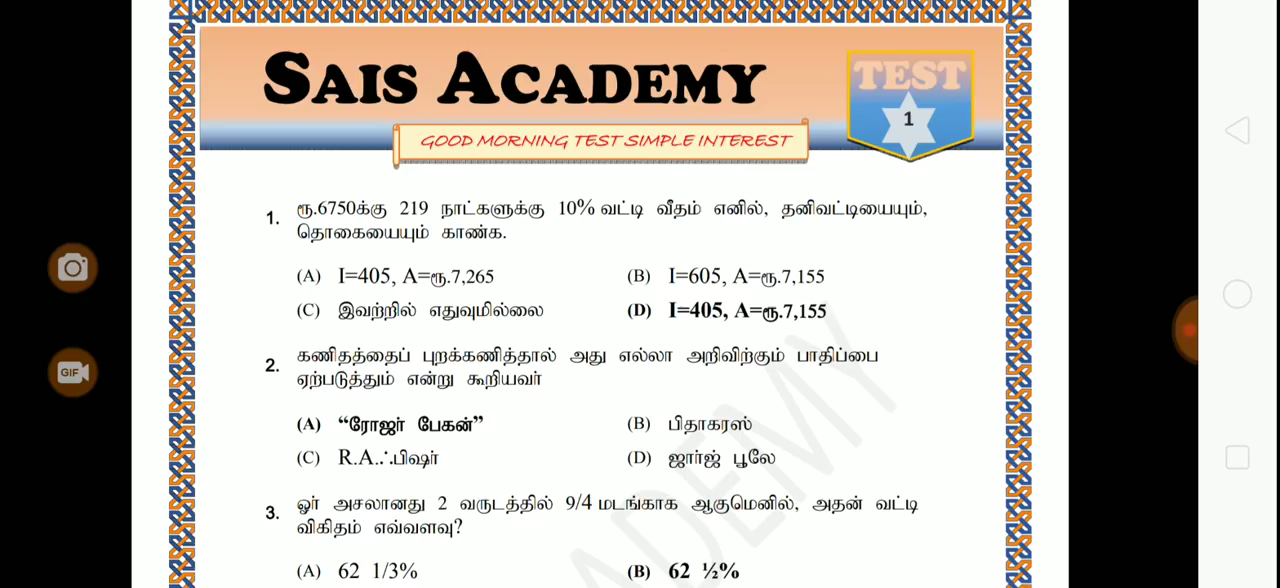 SAIS ACADEMY
TEST
1
GOOD MORNING TEST SIMPLE INTEREST
1. ரூ.6750க்கு 219 நாட்களுக்கு 10% வட்டி வீதம் எனில், தனிவட்டியையும்,
தொகையையும் காண்க.
(A) I=405, A=ரூ.7,265 (B) I=605, A=ரூ.7,155
(C) இவற்றில் எதுவுமில்லை (D) I=405, A=ரூ.7,155
2. கணிதத்தைப் புறக்கணித்தால் அது எல்லா அறிவிற்கும் பாதிப்பை
ஏற்படுத்தும் என்று கூறியவர்
(A) “ரோஜர் பேகன்” (B) பிதாகரஸ்
(C) R.A.ஃபிஷர் (D) ஜார்ஜ் பூலே
3. ஓர் அசலானது 2 வருடத்தில் 9/4 மடங்காக ஆகுமெனில், அதன் வட்டி
விகிதம் எவ்வளவு?
(A) 62 1/3% (B) 62 ½%
ADEMY
GIF